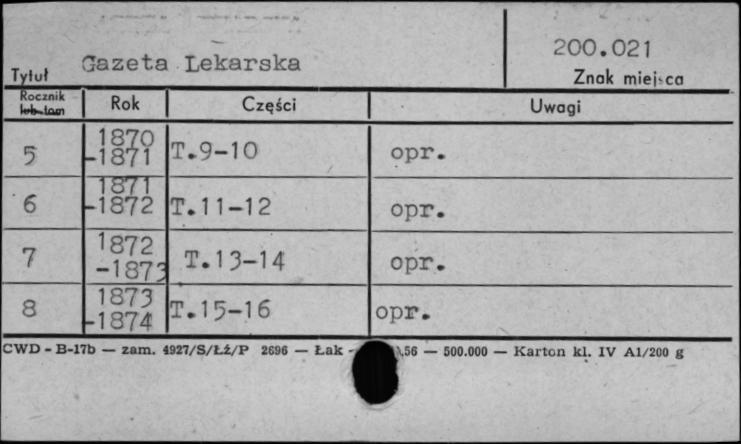 Tytuł Gazeta Lekarska
200.021
Znak miejsca
Rocznik lub tom Rok Części Uwagi
5 1870-1871 T.9-10 opr.
6 1871-1872 T.11-12 opr.
7 1872-1873 T.13-14 opr.
8 1873-1874 T.15-16 opr.
CWD - B-17b — zam. 4927/S/Łź/P 2696 — Łak - .56 — 500.000 — Karton kl. IV A1/200 g